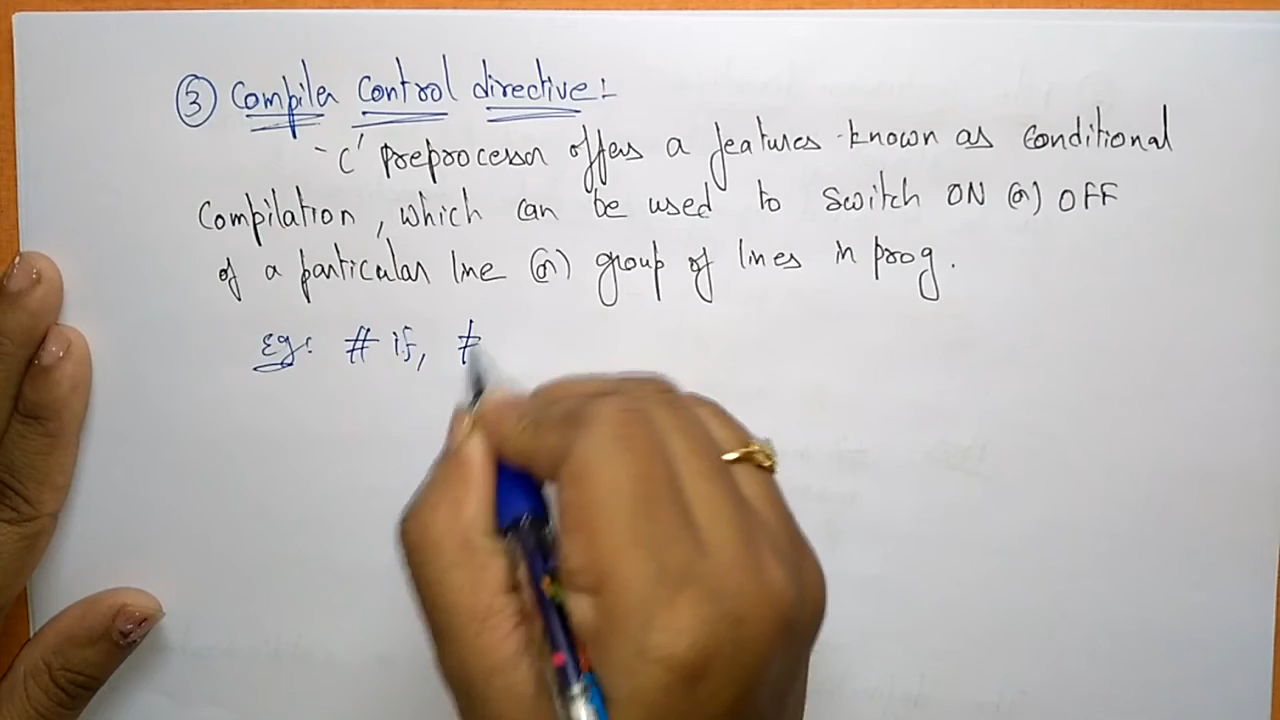 ③ Compiler Control directive:-
- 'C' preprocessor offers a features known as Conditional
Compilation, which can be used to switch ON (or) OFF
of a particular line (or) group of lines in prog.
Eg: # if, #